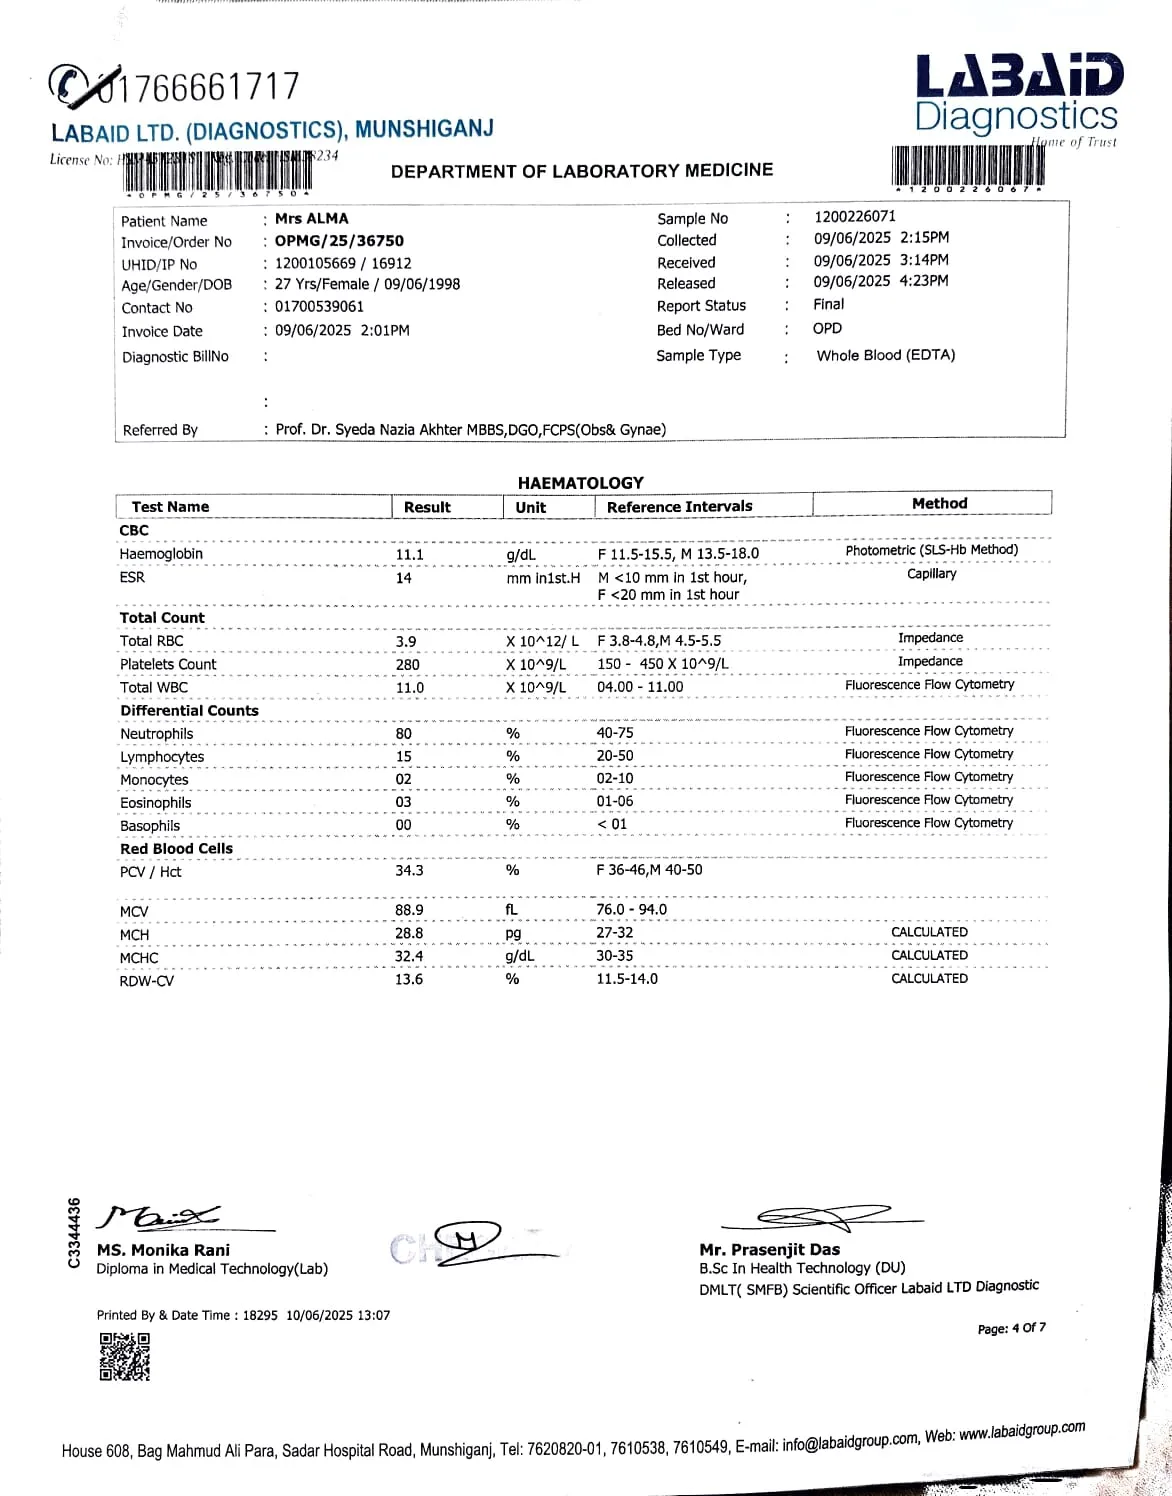 01766661717
LABAID LTD. (DIAGNOSTICS), MUNSHIGANJ
LABAID
Diagnostics
Home of Trust
License No:
*OPMG/25/36750*
DEPARTMENT OF LABORATORY MEDICINE
*1200226067*
Patient Name : Mrs ALMA Sample No : 1200226071
Invoice/Order No : OPMG/25/36750 Collected : 09/06/2025 2:15PM
UHID/IP No : 1200105669 / 16912 Received : 09/06/2025 3:14PM
Age/Gender/DOB : 27 Yrs/Female / 09/06/1998 Released : 09/06/2025 4:23PM
Contact No : 01700539061 Report Status : Final
Invoice Date : 09/06/2025 2:01PM Bed No/Ward : OPD
Diagnostic BillNo : Sample Type : Whole Blood (EDTA)
:
Referred By : Prof. Dr. Syeda Nazia Akhter MBBS,DGO,FCPS(Obs& Gynae)
HAEMATOLOGY
Test Name Result Unit Reference Intervals Method
CBC
Haemoglobin 11.1 g/dL F 11.5-15.5, M 13.5-18.0 Photometric (SLS-Hb Method)
ESR 14 mm in1st.H M <10 mm in 1st hour, Capillary
F <20 mm in 1st hour
Total Count
Total RBC 3.9 X 10^12/ L F 3.8-4.8,M 4.5-5.5 Impedance
Platelets Count 280 X 10^9/L 150 - 450 X 10^9/L Impedance
Total WBC 11.0 X 10^9/L 04.00 - 11.00 Fluorescence Flow Cytometry
Differential Counts
Neutrophils 80 % 40-75 Fluorescence Flow Cytometry
Lymphocytes 15 % 20-50 Fluorescence Flow Cytometry
Monocytes 02 % 02-10 Fluorescence Flow Cytometry
Eosinophils 03 % 01-06 Fluorescence Flow Cytometry
Basophils 00 % < 01 Fluorescence Flow Cytometry
Red Blood Cells
PCV / Hct 34.3 % F 36-46,M 40-50
MCV 88.9 fL 76.0 - 94.0
MCH 28.8 pg 27-32 CALCULATED
MCHC 32.4 g/dL 30-35 CALCULATED
RDW-CV 13.6 % 11.5-14.0 CALCULATED
C3344436
MS. Monika Rani
Diploma in Medical Technology(Lab)
Mr. Prasenjit Das
B.Sc In Health Technology (DU)
DMLT( SMFB) Scientific Officer Labaid LTD Diagnostic
Printed By & Date Time : 18295 10/06/2025 13:07
Page: 4 Of 7
House 608, Bag Mahmud Ali Para, Sadar Hospital Road, Munshiganj, Tel: 7620820-01, 7610538, 7610549, E-mail: info@labaidgroup.com, Web: www.labaidgroup.com